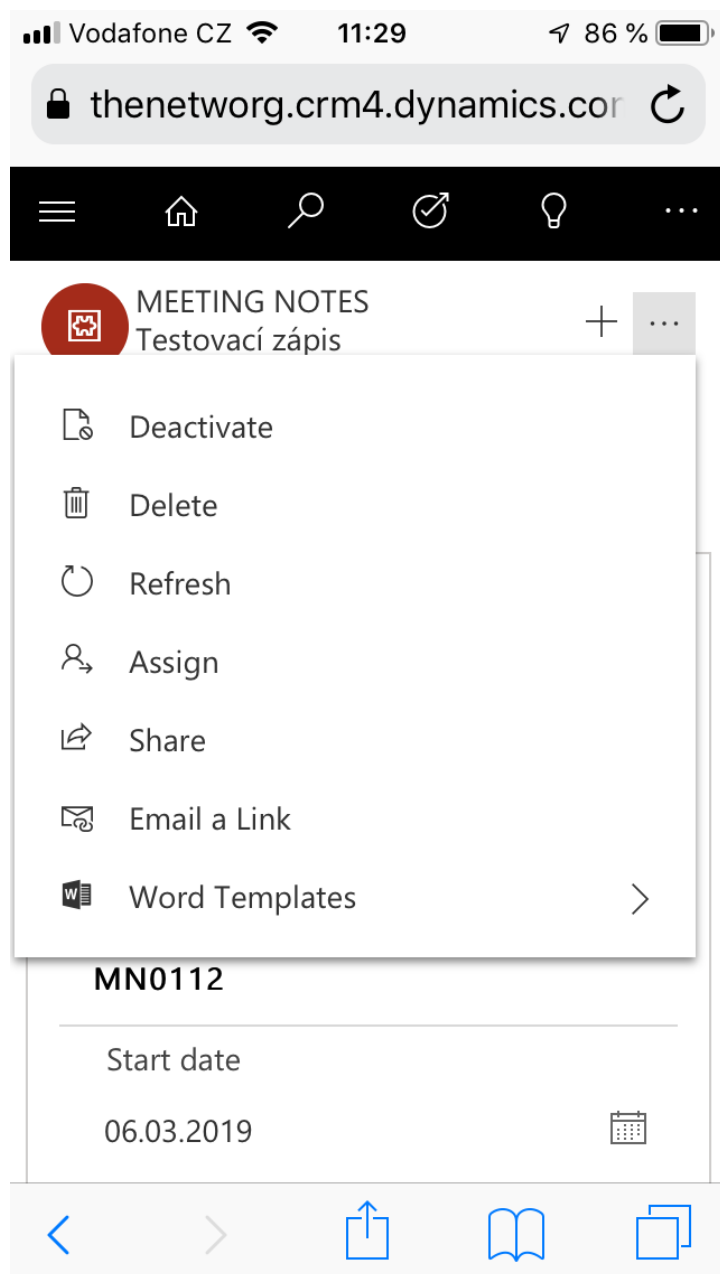 Vodafone CZ 11:29 86 %
thenetworg.crm4.dynamics.cor
MEETING NOTES
Testovací zápis
Deactivate
Delete
Refresh
Assign
Share
Email a Link
Word Templates
MN0112
Start date
06.03.2019